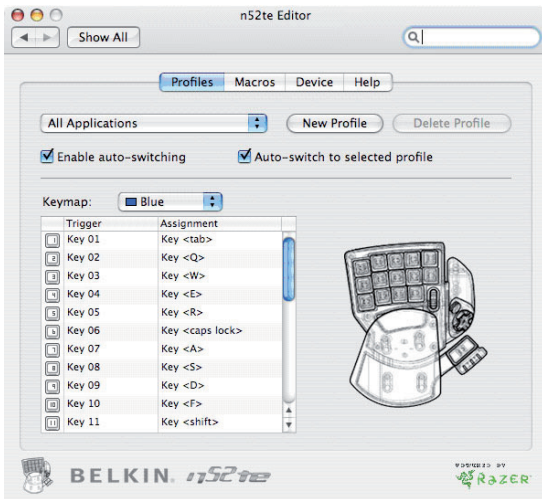 n52te Editor
Show All
Profiles Macros Device Help
All Applications New Profile Delete Profile
Enable auto-switching Auto-switch to selected profile
Keymap: Blue
Trigger Assignment
Key 01 Key <tab>
Key 02 Key <Q>
Key 03 Key <W>
Key 04 Key <E>
Key 05 Key <R>
Key 06 Key <caps lock>
Key 07 Key <A>
Key 08 Key <S>
Key 09 Key <D>
Key 10 Key <F>
Key 11 Key <shift>
BELKIN. n52te
POWERED BY
RAZER